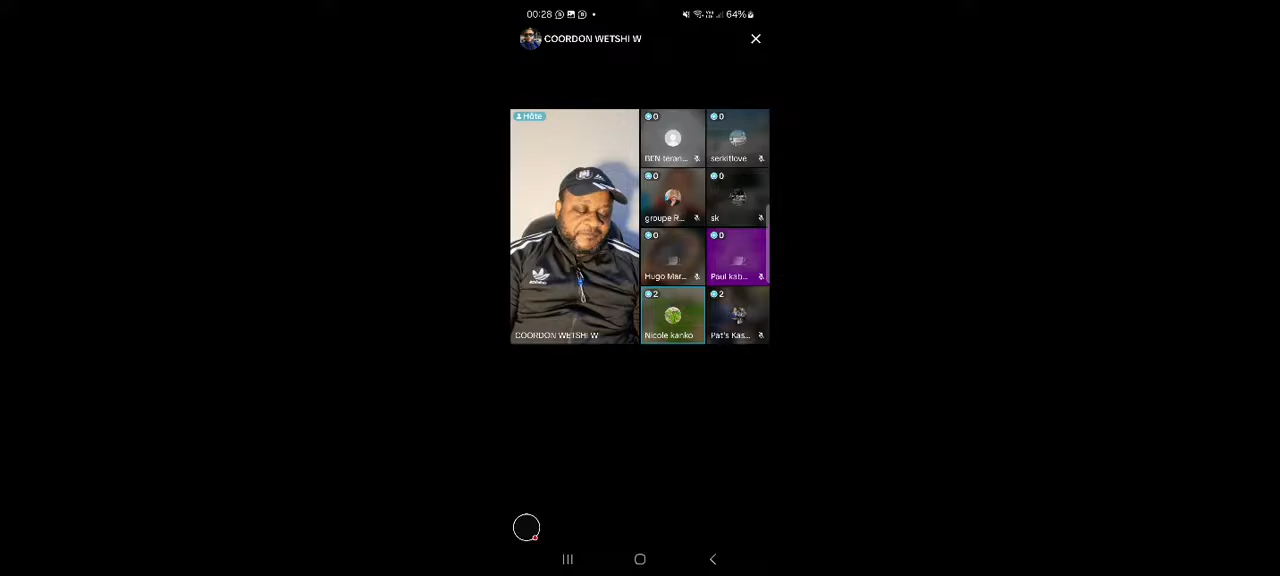 00:28
64%
COORDON WETSHI W
Hôte
0
0
BEN teran...
serkitlove
0
0
groupe R...
sk
0
0
Hugo Mar...
Paul kab...
2
2
COORDON WETSHI W
Nicole kanko
Pat's Kas...